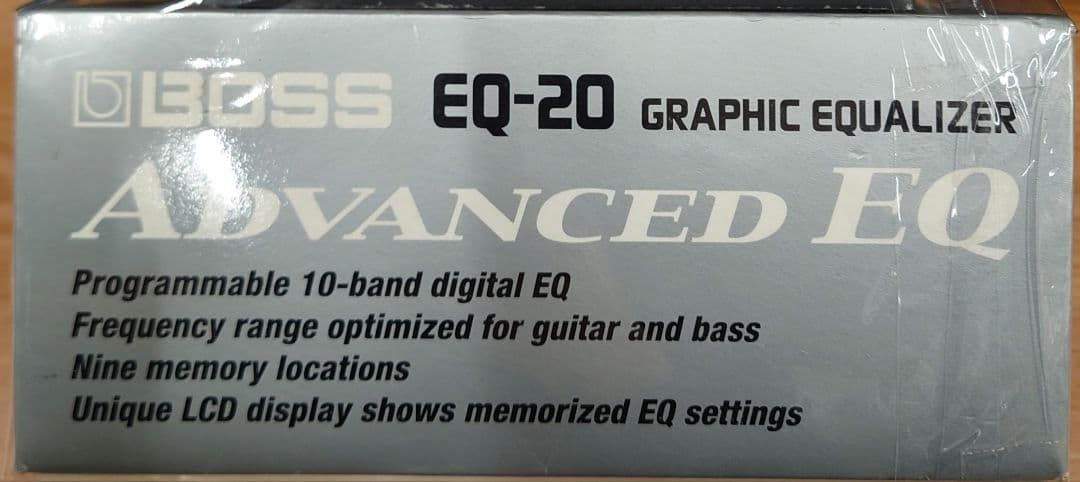 BOSS EQ-20 GRAPHIC EQUALIZER
ADVANCED EQ
Programmable 10-band digital EQ
Frequency range optimized for guitar and bass
Nine memory locations
Unique LCD display shows memorized EQ settings